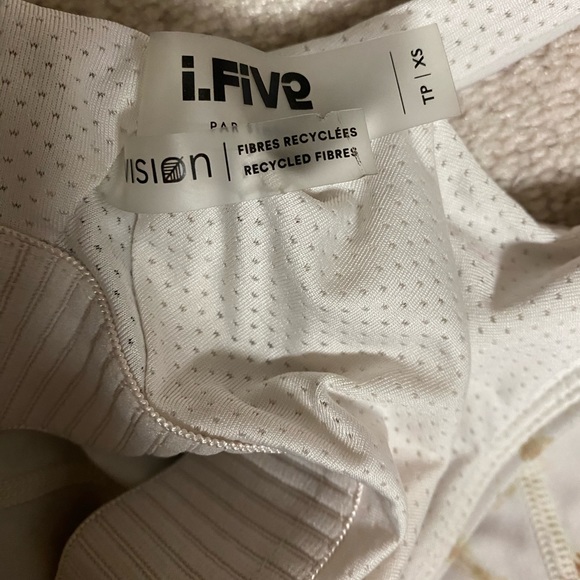 i.FiVe
PAR
TP | XS
VISIOn | FIBRES RECYCLÉES
RECYCLED FIBRES